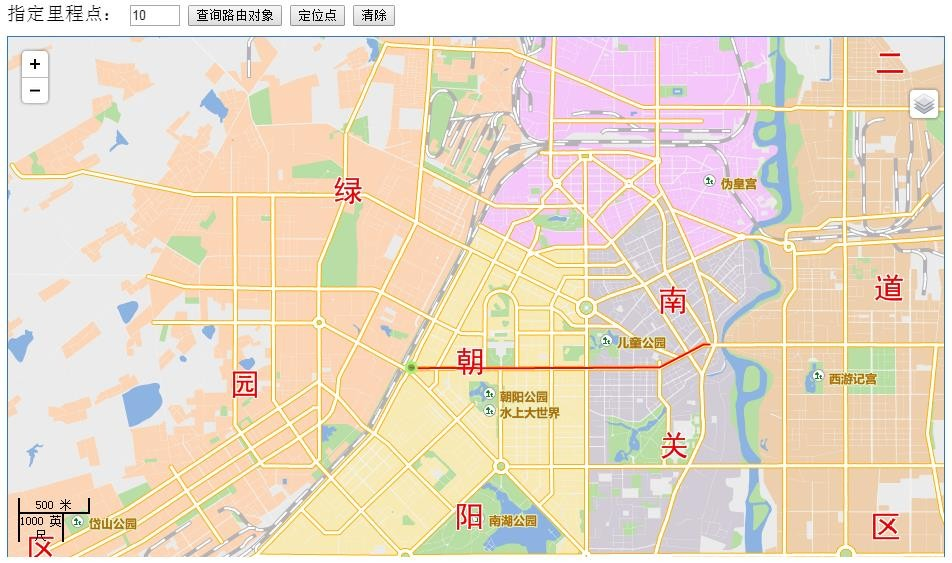 指定里程点： 10 查询路由对象 定位点 清除
+
−
二
绿
伪皇宫
道
南
儿童公园
朝
园
西游记宫
朝阳公园
水上大世界
关
500 米
1000 英尺
岱山公园
阳
南湖公园
区
区